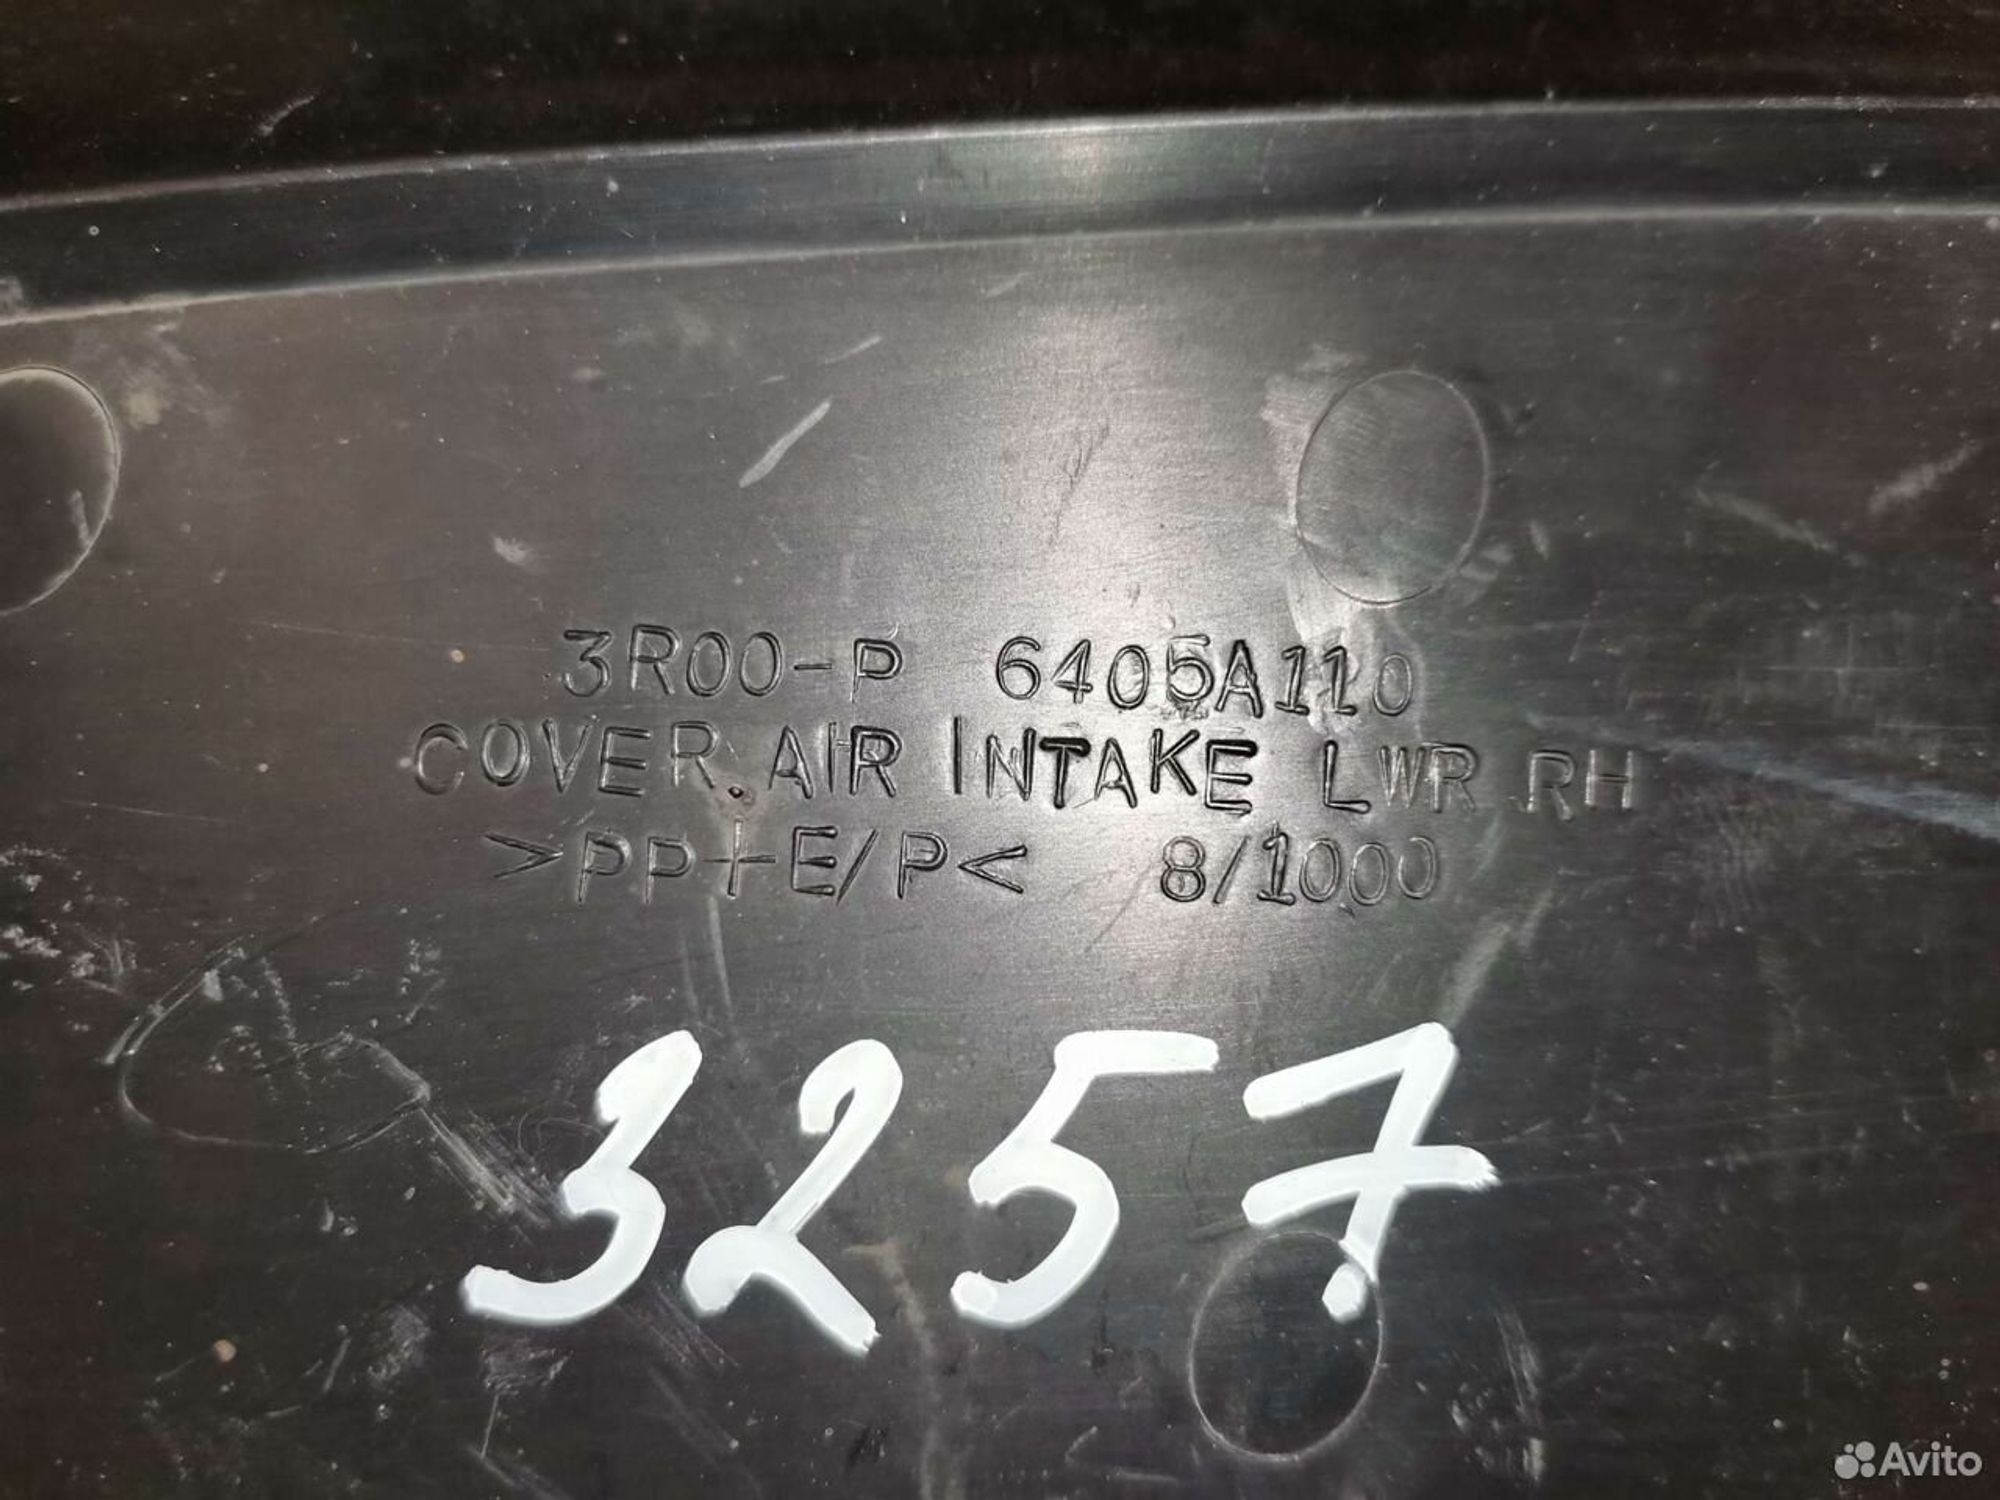 3R00-P 6405A110
COVER.AIR INTAKE LWR RH
>PP+E/P< 8/1000
3257
Avito